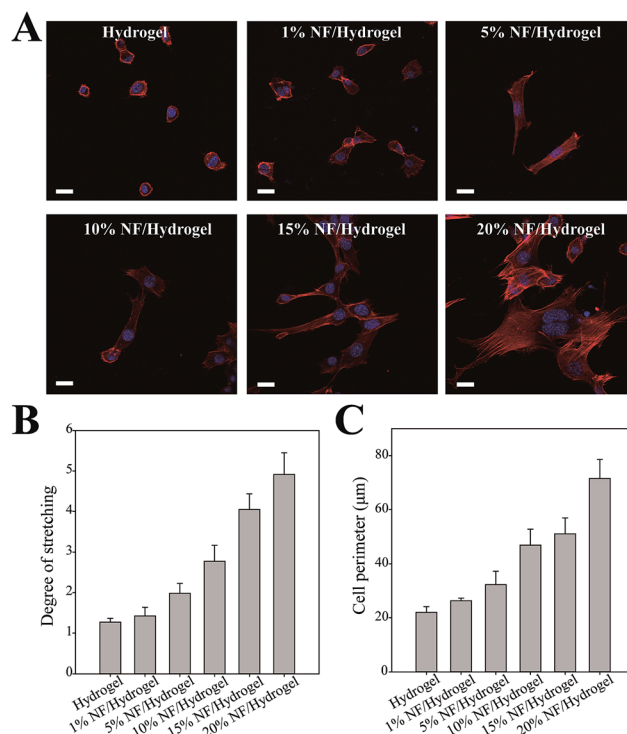 A
Hydrogel
1% NF/Hydrogel
5% NF/Hydrogel
10% NF/Hydrogel
15% NF/Hydrogel
20% NF/Hydrogel
B
Degree of stretching
6
5
4
3
2
1
0
Hydrogel
1% NF/Hydrogel
5% NF/Hydrogel
10% NF/Hydrogel
15% NF/Hydrogel
20% NF/Hydrogel
C
Cell perimeter (μm)
80
60
40
20
0
Hydrogel
1% NF/Hydrogel
5% NF/Hydrogel
10% NF/Hydrogel
15% NF/Hydrogel
20% NF/Hydrogel